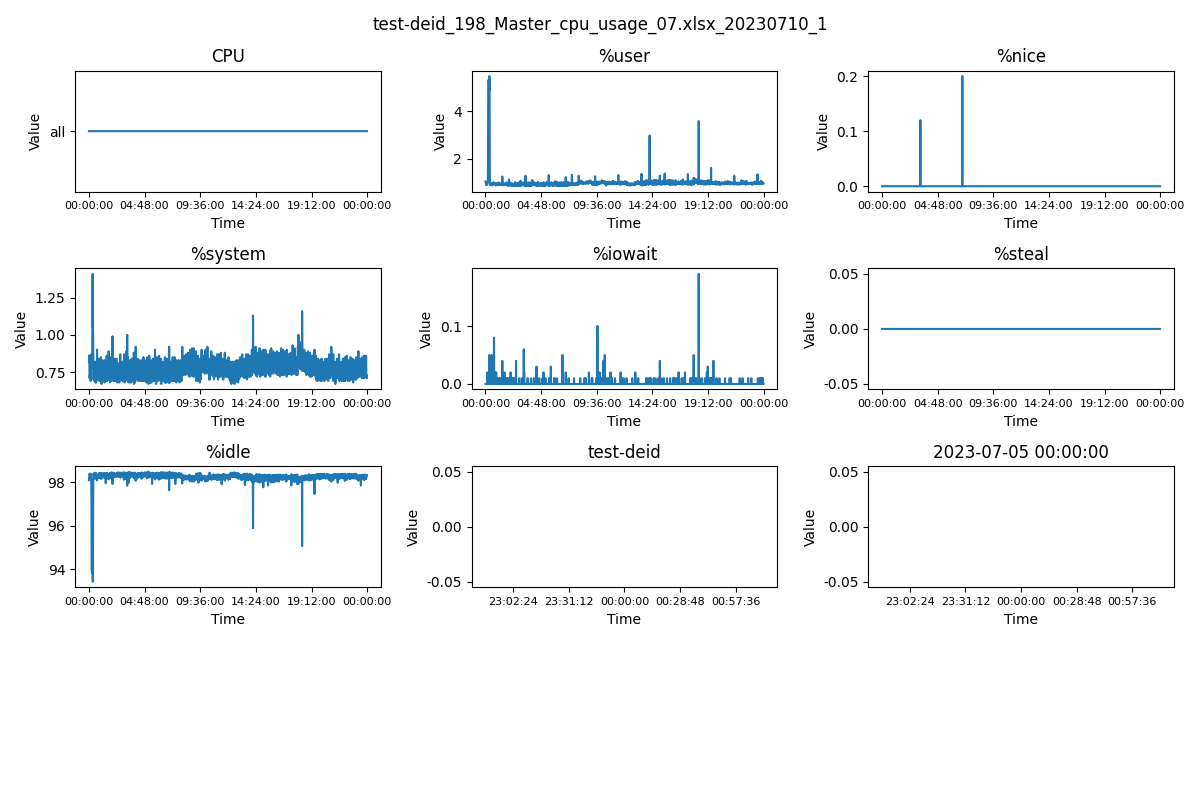 test-deid_198_Master_cpu_usage_07.xlsx_20230710_1
CPU
Value
all
00:00:00 04:48:00 09:36:00 14:24:00 19:12:00 00:00:00
Time
%user
Value
4
2
00:00:00 04:48:00 09:36:00 14:24:00 19:12:00 00:00:00
Time
%nice
Value
0.2
0.1
0.0
00:00:00 04:48:00 09:36:00 14:24:00 19:12:00 00:00:00
Time
%system
Value
1.25
1.00
0.75
00:00:00 04:48:00 09:36:00 14:24:00 19:12:00 00:00:00
Time
%iowait
Value
0.1
0.0
00:00:00 04:48:00 09:36:00 14:24:00 19:12:00 00:00:00
Time
%steal
Value
0.05
0.00
-0.05
00:00:00 04:48:00 09:36:00 14:24:00 19:12:00 00:00:00
Time
%idle
Value
98
96
94
00:00:00 04:48:00 09:36:00 14:24:00 19:12:00 00:00:00
Time
test-deid
Value
0.05
0.00
-0.05
23:02:24 23:31:12 00:00:00 00:28:48 00:57:36
Time
2023-07-05 00:00:00
Value
0.05
0.00
-0.05
23:02:24 23:31:12 00:00:00 00:28:48 00:57:36
Time